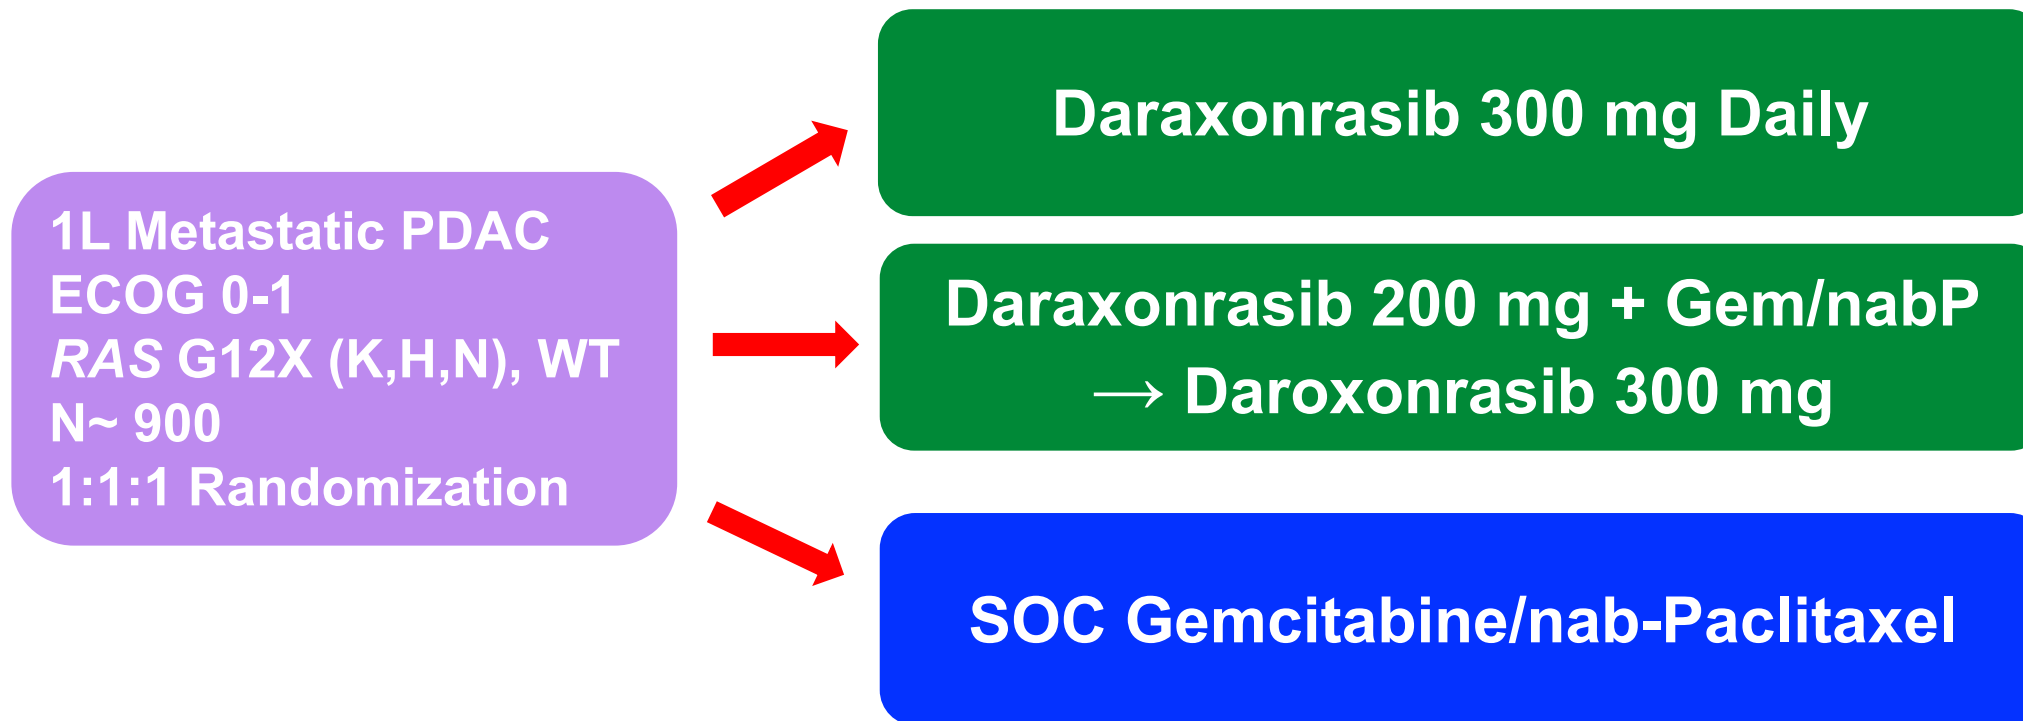 1L Metastatic PDAC
ECOG 0-1
RAS G12X (K,H,N), WT
N~ 900
1:1:1 Randomization
Daraxonrasib 300 mg Daily
Daraxonrasib 200 mg + Gem/nabP
→ Daroxonrasib 300 mg
SOC Gemcitabine/nab-Paclitaxel